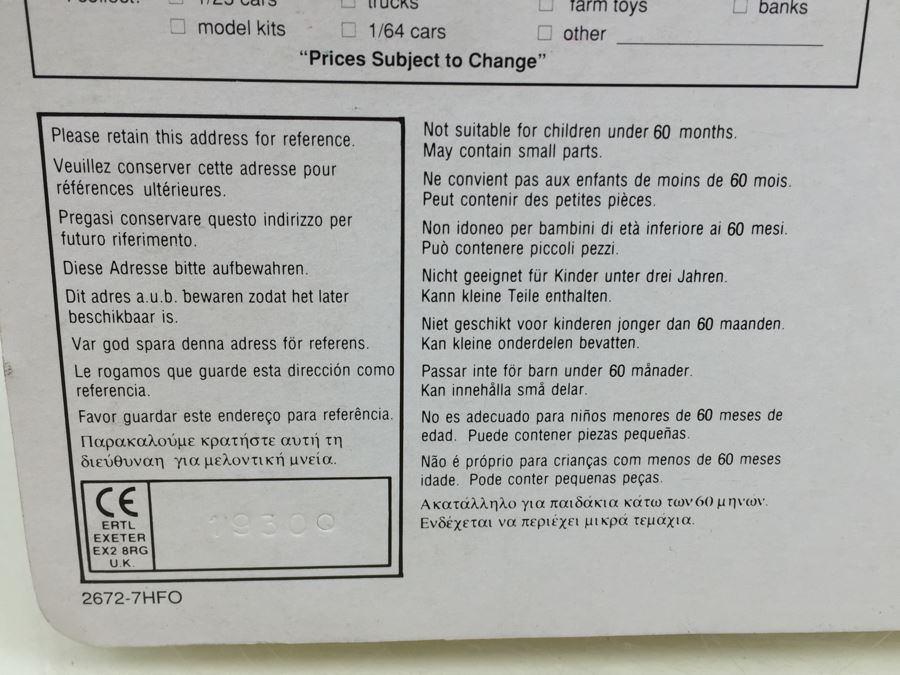 1/25 cars
trucks
farm toys
banks
model kits
1/64 cars
other
"Prices Subject to Change"
Please retain this address for reference.
Veuillez conserver cette adresse pour
références ultérieures.
Pregasi conservare questo indirizzo per
futuro riferimento.
Diese Adresse bitte aufbewahren.
Dit adres a.u.b. bewaren zodat het later
beschikbaar is.
Var god spara denna adress för referens.
Le rogamos que guarde esta dirección como
referencia.
Favor guardar este endereço para referência.
Παρακαλούμε κρατήστε αυτή τη
διεύθυναη για μελοντική μνεία.
CE
ERTL
EXETER
EX2 8RG
U.K.
19300
2672-7HFO
Not suitable for children under 60 months.
May contain small parts.
Ne convient pas aux enfants de moins de 60 mois.
Peut contenir des petites pièces.
Non idoneo per bambini di età inferiore ai 60 mesi.
Può contenere piccoli pezzi.
Nicht geeignet für Kinder unter drei Jahren.
Kann kleine Teile enthalten.
Niet geschikt voor kinderen jonger dan 60 maanden.
Kan kleine onderdelen bevatten.
Passar inte för barn under 60 månader.
Kan innehålla små delar.
No es adecuado para niños menores de 60 meses de
edad. Puede contener piezas pequeñas.
Não é próprio para crianças com menos de 60 meses
idade. Pode conter pequenas peças.
Ακατάλληλο για παιδάκια κάτω των 60 μηνών.
Ενδέχεται να περιέχει μικρά τεμάχια.